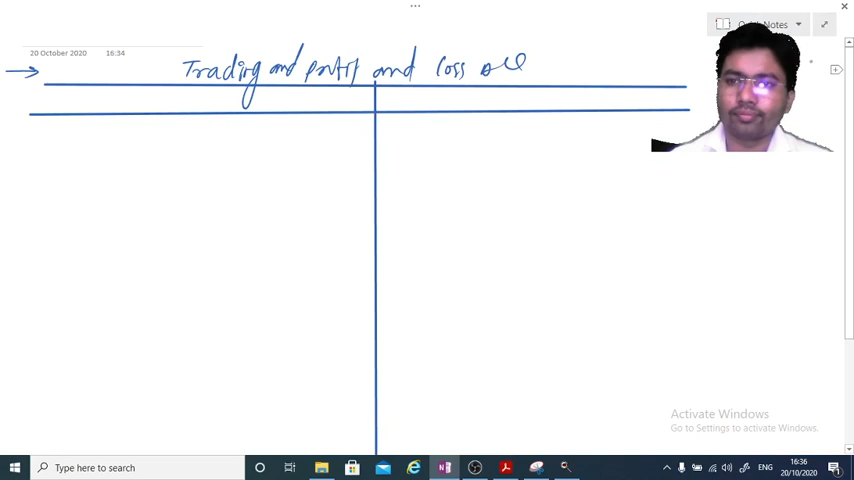 Quick Notes
20 October 2020 16:34
Trading and profit and loss
Activate Windows
Go to Settings to activate Windows.
Type here to search
ENG
16:36
20/10/2020